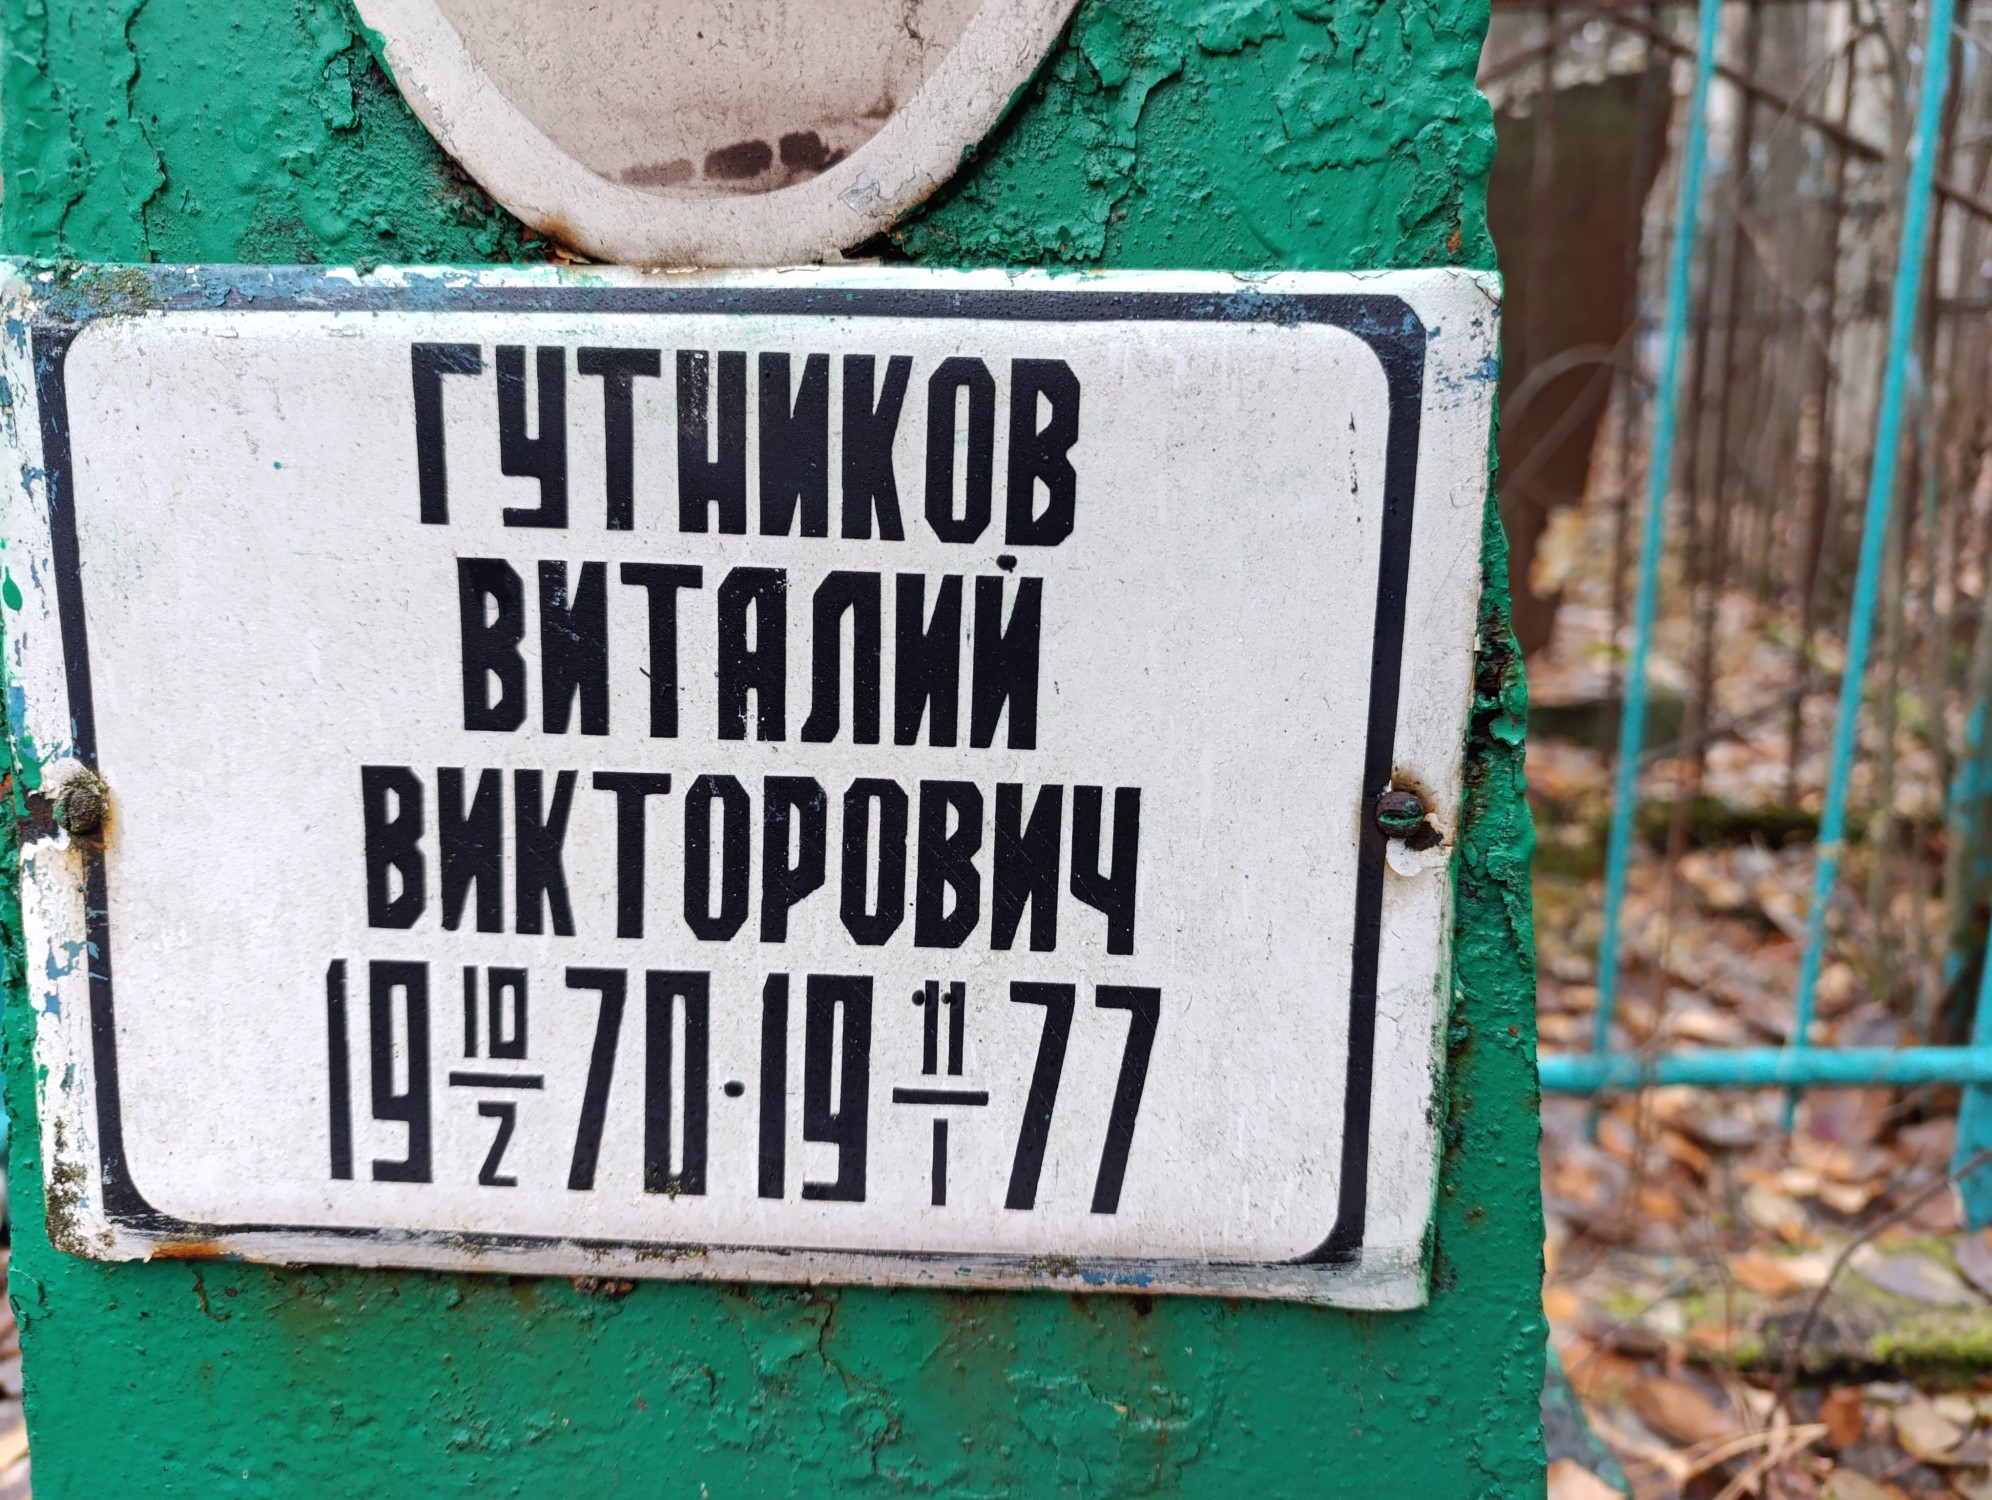 ГУТНИКОВ
ВИТАЛИЙ
ВИКТОРОВИЧ
19 10/2 70 · 19 11/1 77